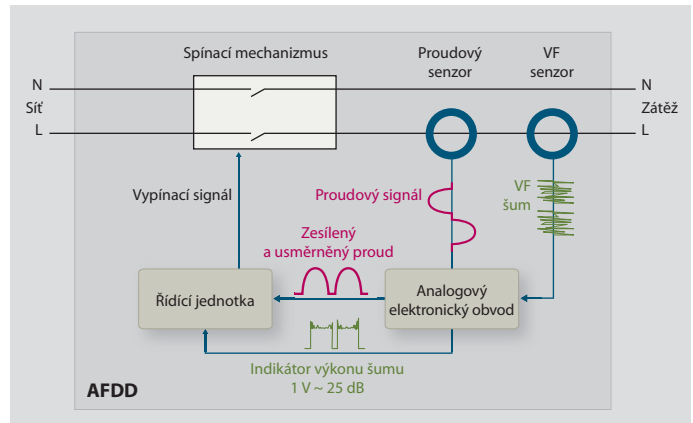 Spínací mechanizmus
Proudový
senzor
VF
senzor
N
Síť
L
N
Zátěž
L
Vypínací signál
Proudový signál
VF
šum
Zesílený
a usměrněný proud
Řídící jednotka
Analogový
elektronický obvod
Indikátor výkonu šumu
1 V ~ 25 dB
AFDD